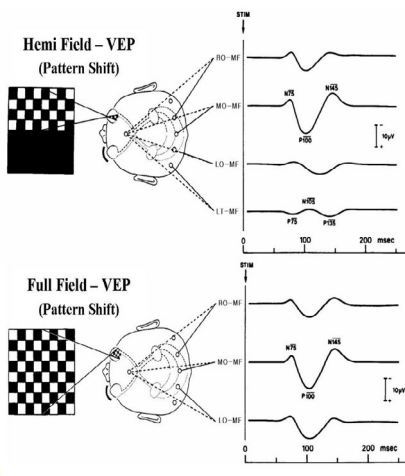 Hemi Field – VEP
(Pattern Shift)
STIM
RO-MF
MO-MF
N75
N145
P100
10μV
LO-MF
LT-MF
N105
P75
P135
0
100
200
msec
Full Field – VEP
(Pattern Shift)
STIM
RO-MF
MO-MF
N75
N145
P100
10μV
LO-MF
0
100
200
msec